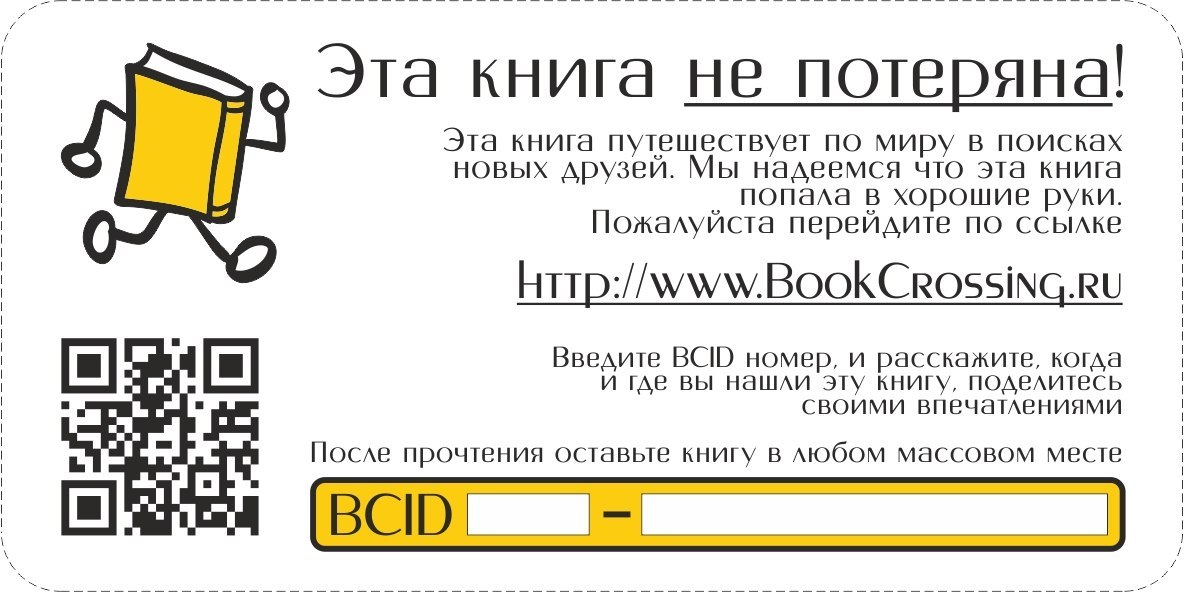 Эта книга не потеряна!
Эта книга путешествует по миру в поисках
новых друзей. Мы надеемся что эта книга
попала в хорошие руки.
Пожалуйста перейдите по ссылке
http://www.BookCrossing.ru
Введите BCID номер, и расскажите, когда
и где вы нашли эту книгу, поделитесь
своими впечатлениями
После прочтения оставьте книгу в любом массовом месте
BCID –